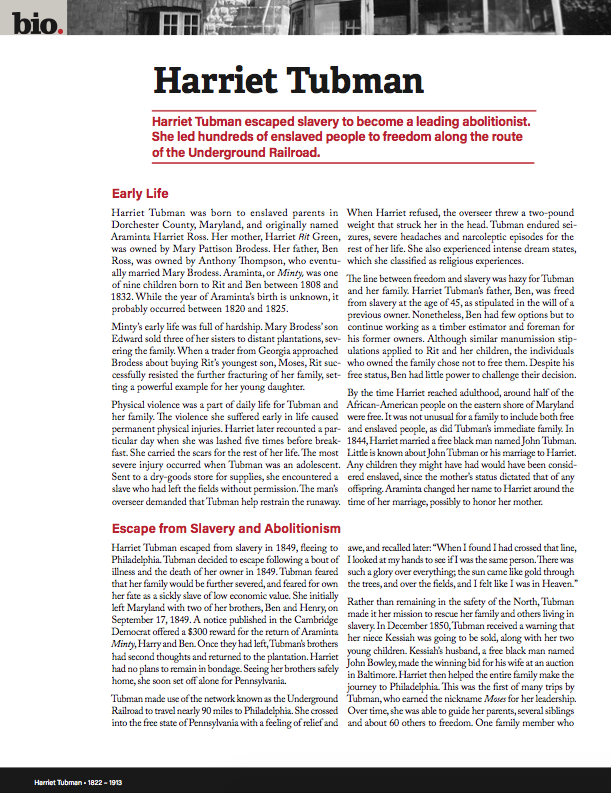 bio.
Harriet Tubman
Harriet Tubman escaped slavery to become a leading abolitionist.
She led hundreds of enslaved people to freedom along the route
of the Underground Railroad.
Early Life
Harriet Tubman was born to enslaved parents in
Dorchester County, Maryland, and originally named
Araminta Harriet Ross. Her mother, Harriet Rit Green,
was owned by Mary Pattison Brodess. Her father, Ben
Ross, was owned by Anthony Thompson, who eventu-
ally married Mary Brodess. Araminta, or Minty, was one
of nine children born to Rit and Ben between 1808 and
1832. While the year of Araminta's birth is unknown, it
probably occurred between 1820 and 1825.
Minty's early life was full of hardship. Mary Brodess' son
Edward sold three of her sisters to distant plantations, sev-
ering the family. When a trader from Georgia approached
Brodess about buying Rit's youngest son, Moses, Rit suc-
cessfully resisted the further fracturing of her family, set-
ting a powerful example for her young daughter.
Physical violence was a part of daily life for Tubman and
her family. The violence she suffered early in life caused
permanent physical injuries. Harriet later recounted a par-
ticular day when she was lashed five times before break-
fast. She carried the scars for the rest of her life. The most
severe injury occurred when Tubman was an adolescent.
Sent to a dry-goods store for supplies, she encountered a
slave who had left the fields without permission. The man's
overseer demanded that Tubman help restrain the runaway.
When Harriet refused, the overseer threw a two-pound
weight that struck her in the head. Tubman endured sei-
zures, severe headaches and narcoleptic episodes for the
rest of her life. She also experienced intense dream states,
which she classified as religious experiences.
The line between freedom and slavery was hazy for Tubman
and her family. Harriet Tubman's father, Ben, was freed
from slavery at the age of 45, as stipulated in the will of a
previous owner. Nonetheless, Ben had few options but to
continue working as a timber estimator and foreman for
his former owners. Although similar manumission stip-
ulations applied to Rit and her children, the individuals
who owned the family chose not to free them. Despite his
free status, Ben had little power to challenge their decision.
By the time Harriet reached adulthood, around half of the
African-American people on the eastern shore of Maryland
were free. It was not unusual for a family to include both free
and enslaved people, as did Tubman's immediate family. In
1844, Harriet married a free black man named John Tubman.
Little is known about John Tubman or his marriage to Harriet.
Any children they might have had would have been consid-
ered enslaved, since the mother's status dictated that of any
offspring. Araminta changed her name to Harriet around the
time of her marriage, possibly to honor her mother.
Escape from Slavery and Abolitionism
Harriet Tubman escaped from slavery in 1849, fleeing to
Philadelphia. Tubman decided to escape following a bout of
illness and the death of her owner in 1849. Tubman feared
that her family would be further severed, and feared for own
her fate as a sickly slave of low economic value. She initially
left Maryland with two of her brothers, Ben and Henry, on
September 17, 1849. A notice published in the Cambridge
Democrat offered a $300 reward for the return of Araminta
Minty, Harry and Ben. Once they had left, Tubman's brothers
had second thoughts and returned to the plantation. Harriet
had no plans to remain in bondage. Seeing her brothers safely
home, she soon set off alone for Pennsylvania.
Tubman made use of the network known as the Underground
Railroad to travel nearly 90 miles to Philadelphia. She crossed
into the free state of Pennsylvania with a feeling of relief and
awe, and recalled later: "When I found I had crossed that line,
I looked at my hands to see if I was the same person. There was
such a glory over everything; the sun came like gold through
the trees, and over the fields, and I felt like I was in Heaven."
Rather than remaining in the safety of the North, Tubman
made it her mission to rescue her family and others living in
slavery. In December 1850, Tubman received a warning that
her niece Kessiah was going to be sold, along with her two
young children. Kessiah's husband, a free black man named
John Bowley, made the winning bid for his wife at an auction
in Baltimore. Harriet then helped the entire family make the
journey to Philadelphia. This was the first of many trips by
Tubman, who earned the nickname Moses for her leadership.
Over time, she was able to guide her parents, several siblings
and about 60 others to freedom. One family member who
Harriet Tubman • 1822 – 1913